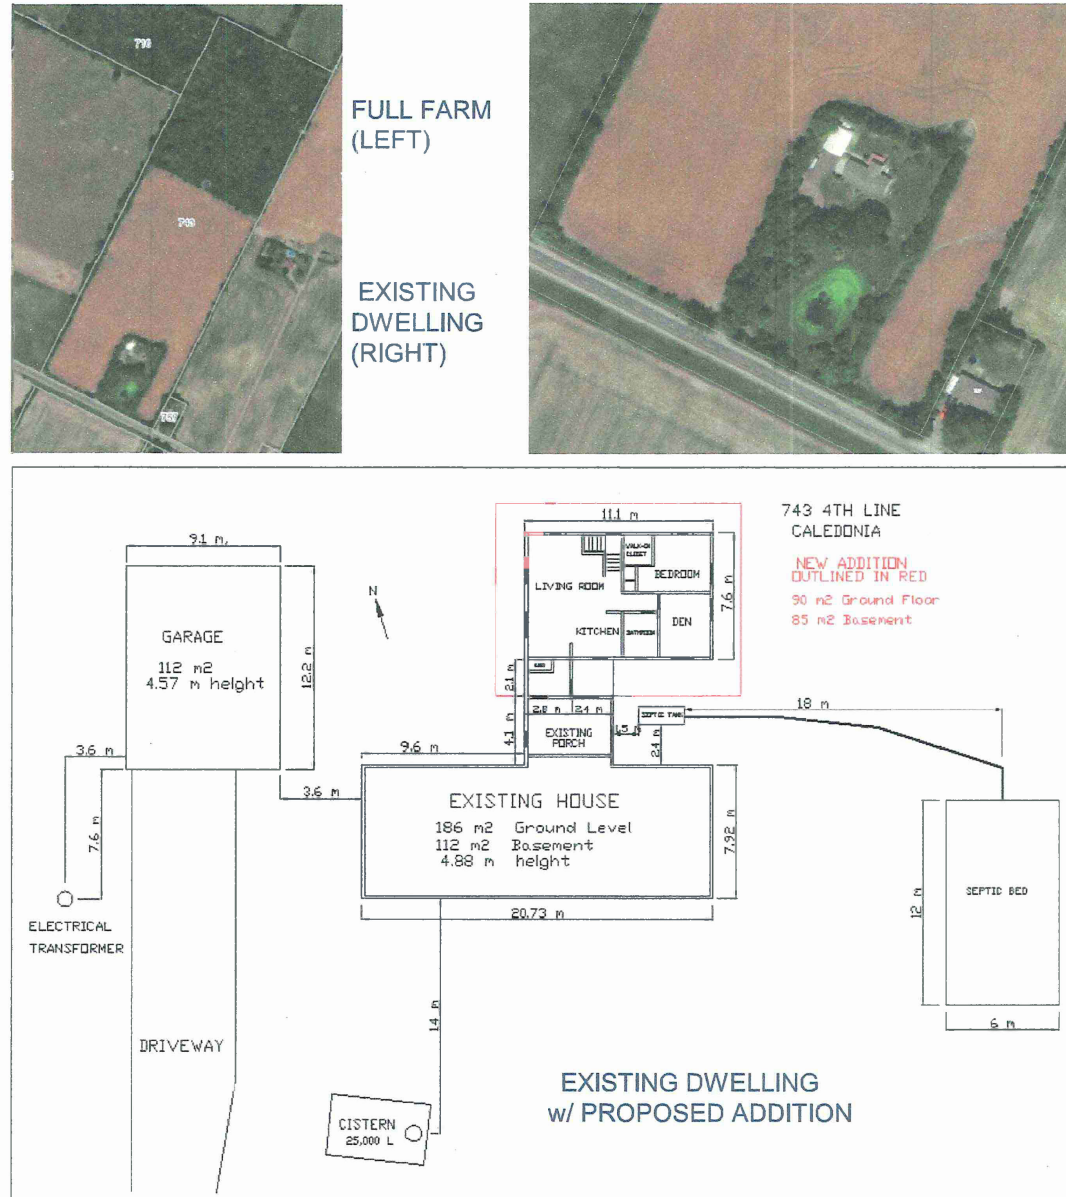 FULL FARM
(LEFT)
EXISTING
DWELLING
(RIGHT)
743
743 4TH LINE
CALEDONIA
NEW ADDITION
OUTLINED IN RED
90 m2 Ground Floor
85 m2 Basement
11.1 m
7.6 m
WALK-IN
CLOSET
BEDROOM
LIVING ROOM
KITCHEN
BATHROOM
DEN
9.1 m,
12.2 m
GARAGE
112 m2
4.57 m height
N
2.1 m
2.8 m
2.4 m
4.1 m
EXISTING
PORCH
1.5 m
SEPTIC TANK
2.4 m
18 m
3.6 m
7.6 m
3.6 m
9.6 m
EXISTING HOUSE
186 m2 Ground Level
112 m2 Basement
4.88 m height
7.92 m
20.73 m
ELECTRICAL
TRANSFORMER
SEPTIC BED
12 m
6 m
14 m
DRIVEWAY
CISTERN
25,000 L
EXISTING DWELLING
w/ PROPOSED ADDITION